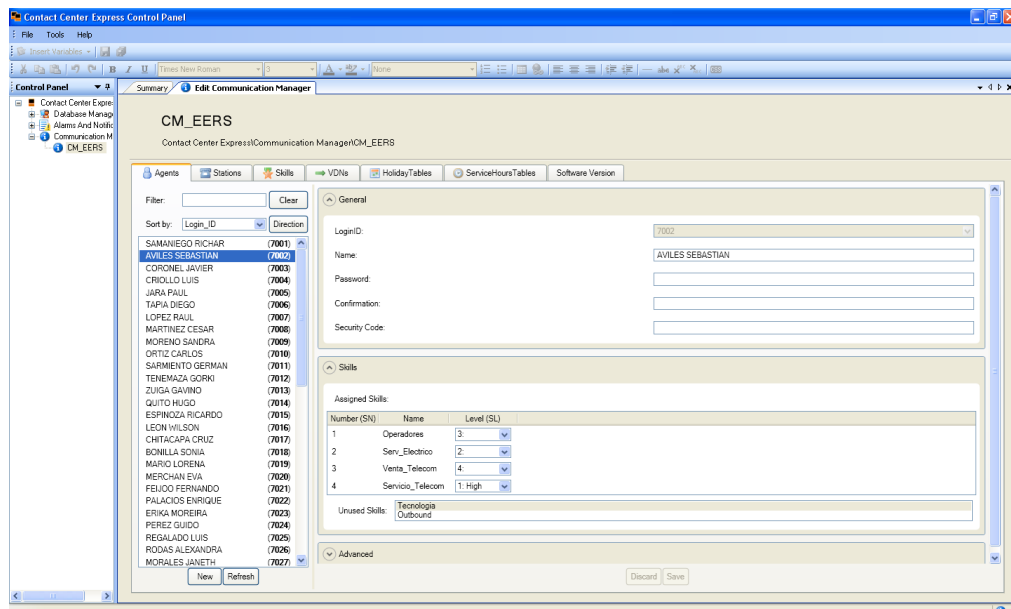 Contact Center Express Control Panel
File Tools Help
Insert Variables
B I U Times New Roman 3 A None abc
Control Panel
Summary Edit Communication Manager
Contact Center Expre
Database Manag
Alarms And Notific
Communication M
CM_EERS
CM_EERS
Contact Center Express\Communication Manager\CM_EERS
Agents Stations Skills VDNs HolidayTables ServiceHoursTables Software Version
Filter: Clear
Sort by: Login_ID Direction
SAMANIEGO RICHAR (7001)
AVILES SEBASTIAN (7002)
CORONEL JAVIER (7003)
CRIOLLO LUIS (7004)
JARA PAUL (7005)
TAPIA DIEGO (7006)
LOPEZ RAUL (7007)
MARTINEZ CESAR (7008)
MORENO SANDRA (7009)
ORTIZ CARLOS (7010)
SARMIENTO GERMAN (7011)
TENEMAZA GORKI (7012)
ZUIGA GAVINO (7013)
QUITO HUGO (7014)
ESPINOZA RICARDO (7015)
LEON WILSON (7016)
CHITACAPA CRUZ (7017)
BONILLA SONIA (7018)
MARIO LORENA (7019)
MERCHAN EVA (7020)
FEIJOO FERNANDO (7021)
PALACIOS ENRIQUE (7022)
ERIKA MOREIRA (7023)
PEREZ GUIDO (7024)
REGALADO LUIS (7025)
RODAS ALEXANDRA (7026)
MORALES JANETH (7027)
New Refresh
General
LoginID: 7002
Name: AVILES SEBASTIAN
Password:
Confirmation:
Security Code:
Skills
Assigned Skills:
Number (SN) Name Level (SL)
1 Operadores 3:
2 Serv_Electrico 2:
3 Venta_Telecom 4:
4 Servicio_Telecom 1: High
Unused Skills: Tecnologia
Outbound
Advanced
Discard Save